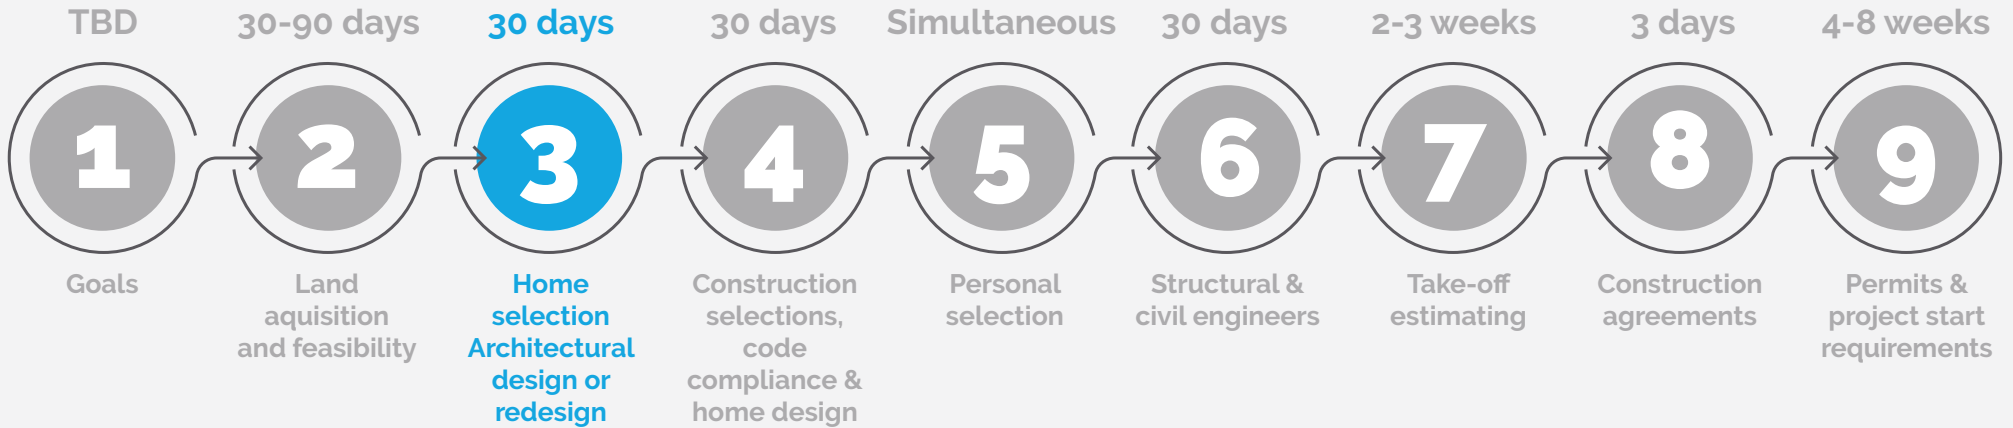 TBD
30-90 days
30 days
30 days
Simultaneous
30 days
2-3 weeks
3 days
4-8 weeks
1
2
3
4
5
6
7
8
9
Goals
Land
aquisition
and feasibility
Home
selection
Architectural
design or
redesign
Construction
selections,
code
compliance &
home design
Personal
selection
Structural &
civil engineers
Take-off
estimating
Construction
agreements
Permits &
project start
requirements